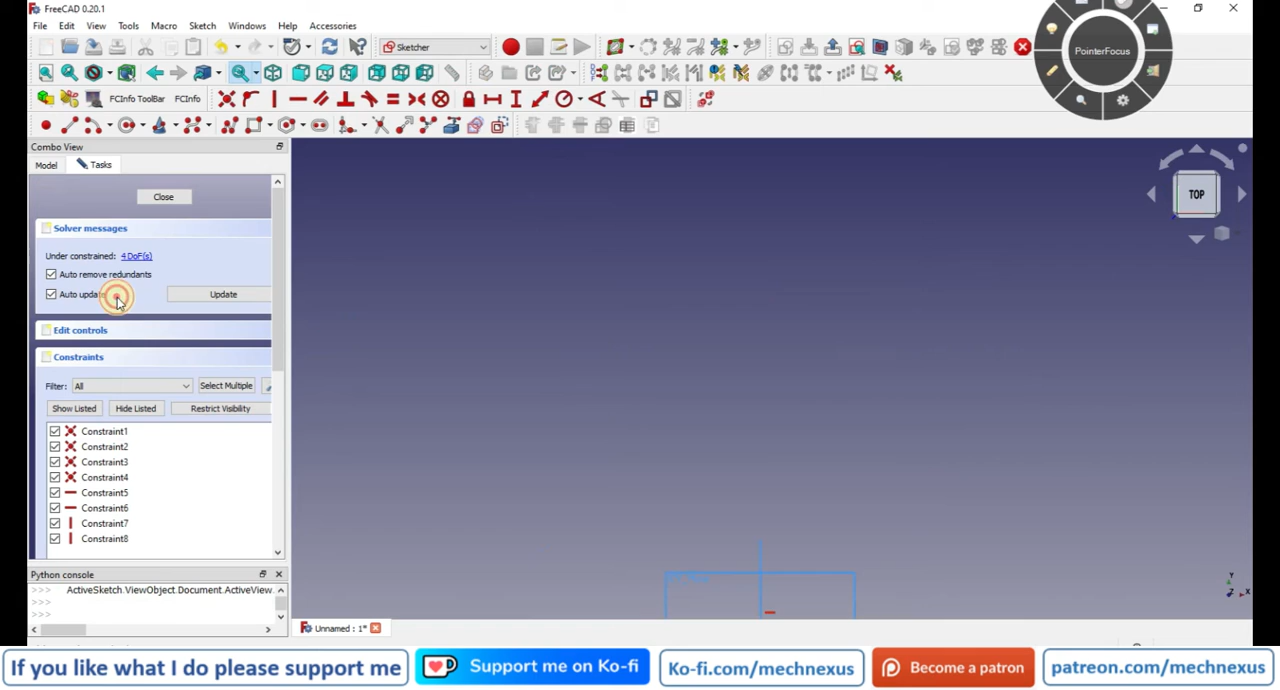 FreeCAD 0.20.1
File Edit View Tools Macro Sketch Windows Help Accessories
Sketcher
PointerFocus
FCInfo ToolBar FCInfo
Combo View
Model Tasks
TOP
Close
Solver messages
Under constrained: 4 DoF(s)
Auto remove redundants
Auto update Update
Edit controls
Constraints
Filter: All Select Multiple
Show Listed Hide Listed Restrict Visibility
Constraint1
Constraint2
Constraint3
Constraint4
Constraint5
Constraint6
Constraint7
Constraint8
Python console
>>> ActiveSketch.ViewObject.Document.ActiveView.
>>>
>>>
Y
Z X
Unnamed : 1*
If you like what I do please support me Support me on Ko-fi Ko-fi.com/mechnexus Become a patron patreon.com/mechnexus